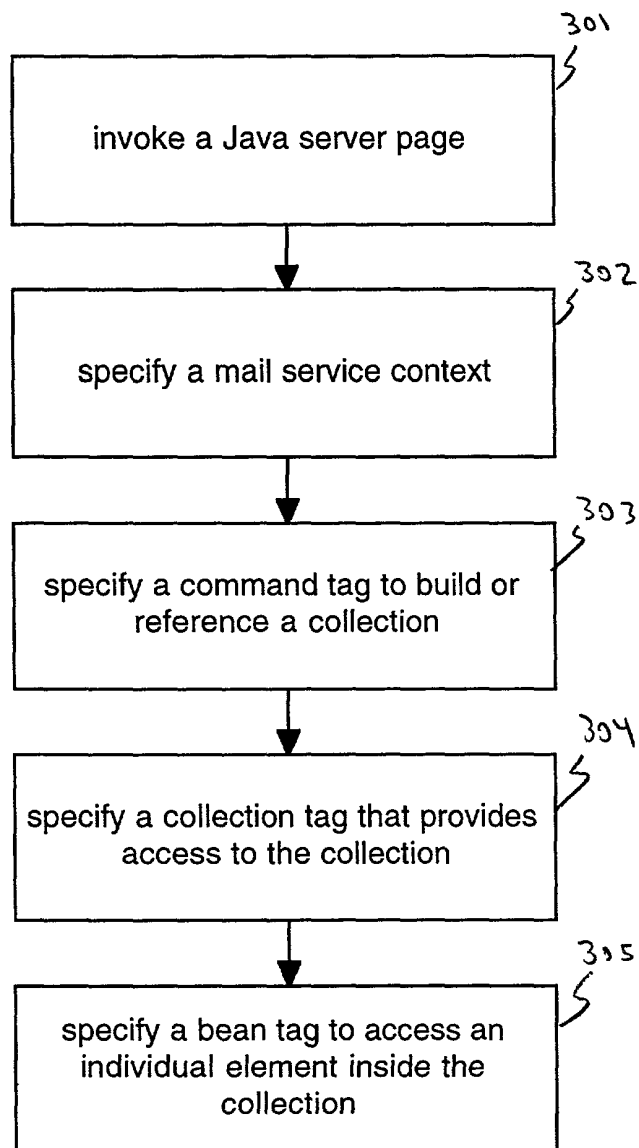 301
invoke a Java server page
302
specify a mail service context
303
specify a command tag to build or
reference a collection
304
specify a collection tag that provides
access to the collection
305
specify a bean tag to access an
individual element inside the
collection